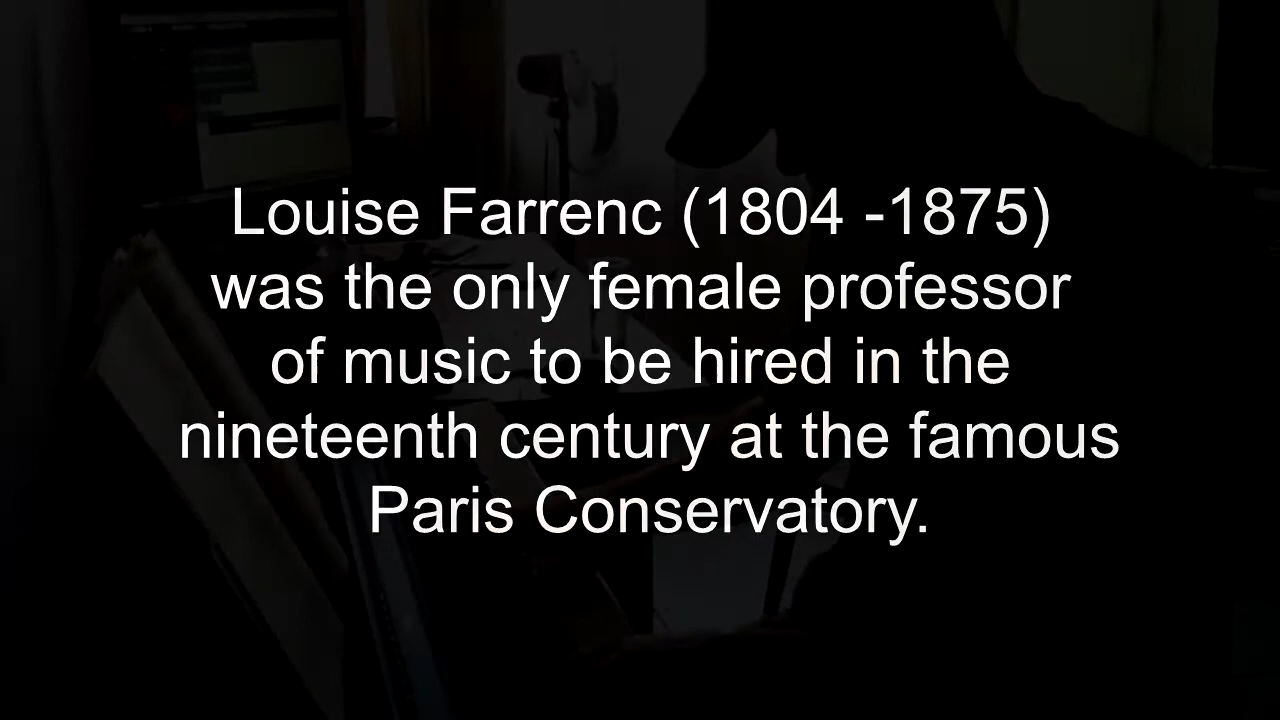 Louise Farrenc (1804 -1875)
was the only female professor
of music to be hired in the
nineteenth century at the famous
Paris Conservatory.